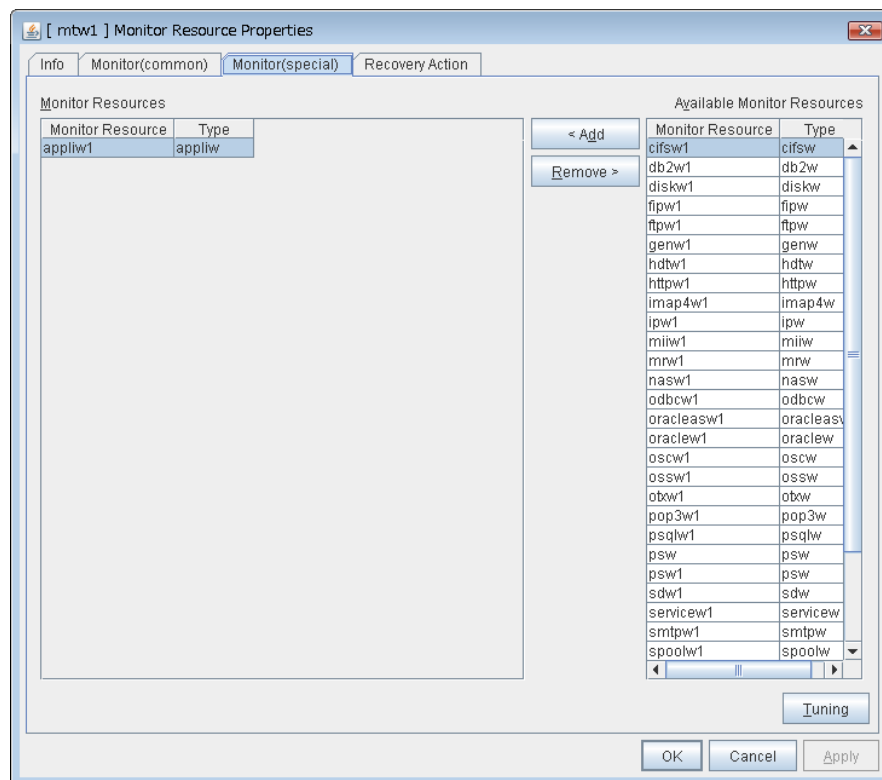 [ mtw1 ] Monitor Resource Properties
Info Monitor(common) Monitor(special) Recovery Action
Monitor Resources
Available Monitor Resources
Monitor Resource Type
appliw1 appliw
< Add
Remove >
Monitor Resource Type
cifsw1 cifsw
db2w1 db2w
diskw1 diskw
fipw1 fipw
ftpw1 ftpw
genw1 genw
hdtw1 hdtw
httpw1 httpw
imap4w1 imap4w
ipw1 ipw
miiw1 miiw
mrw1 mrw
nasw1 nasw
odbcw1 odbcw
oracleasw1 oracleasw
oraclew1 oraclew
oscw1 oscw
ossw1 ossw
otxw1 otxw
pop3w1 pop3w
psqlw1 psqlw
psw psw
psw1 psw
sdw1 sdw
servicew1 servicew
smtpw1 smtpw
spoolw1 spoolw
Tuning
OK Cancel Apply